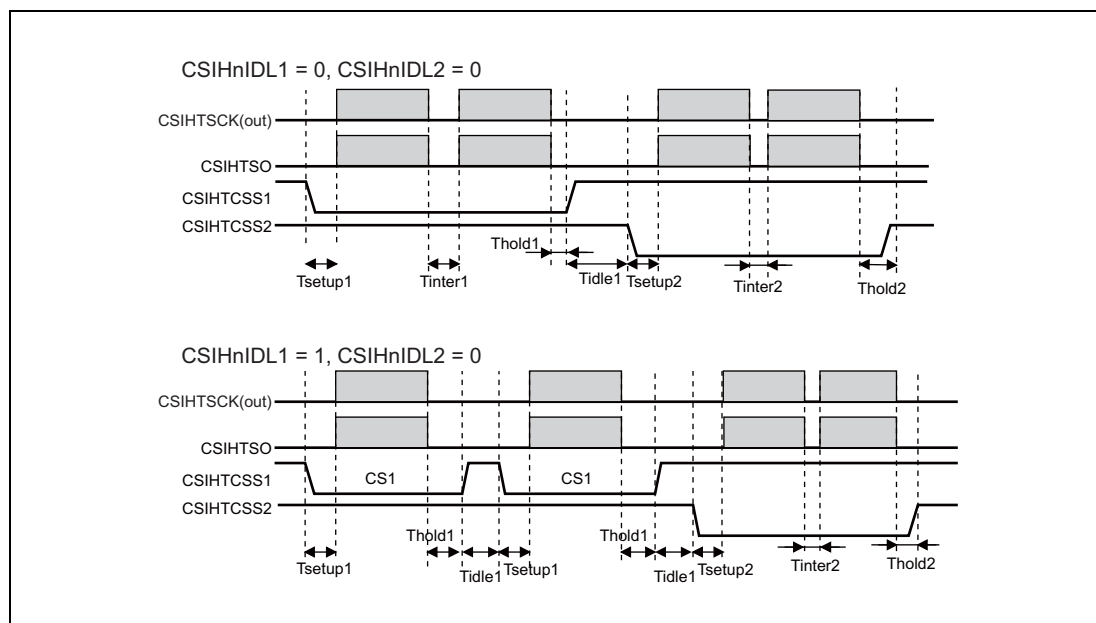 CSIHnIDL1 = 0, CSIHnIDL2 = 0
CSIHTSCK(out)
CSIHTSO
CSIHTCSS1
CSIHTCSS2
Thold1
Tsetup1
Tinter1
Tidle1
Tsetup2
Tinter2
Thold2
CSIHnIDL1 = 1, CSIHnIDL2 = 0
CSIHTSCK(out)
CSIHTSO
CSIHTCSS1
CS1
CS1
CSIHTCSS2
Thold1
Thold1
Tsetup1
Tidle1
Tsetup1
Tidle1
Tsetup2
Tinter2
Thold2